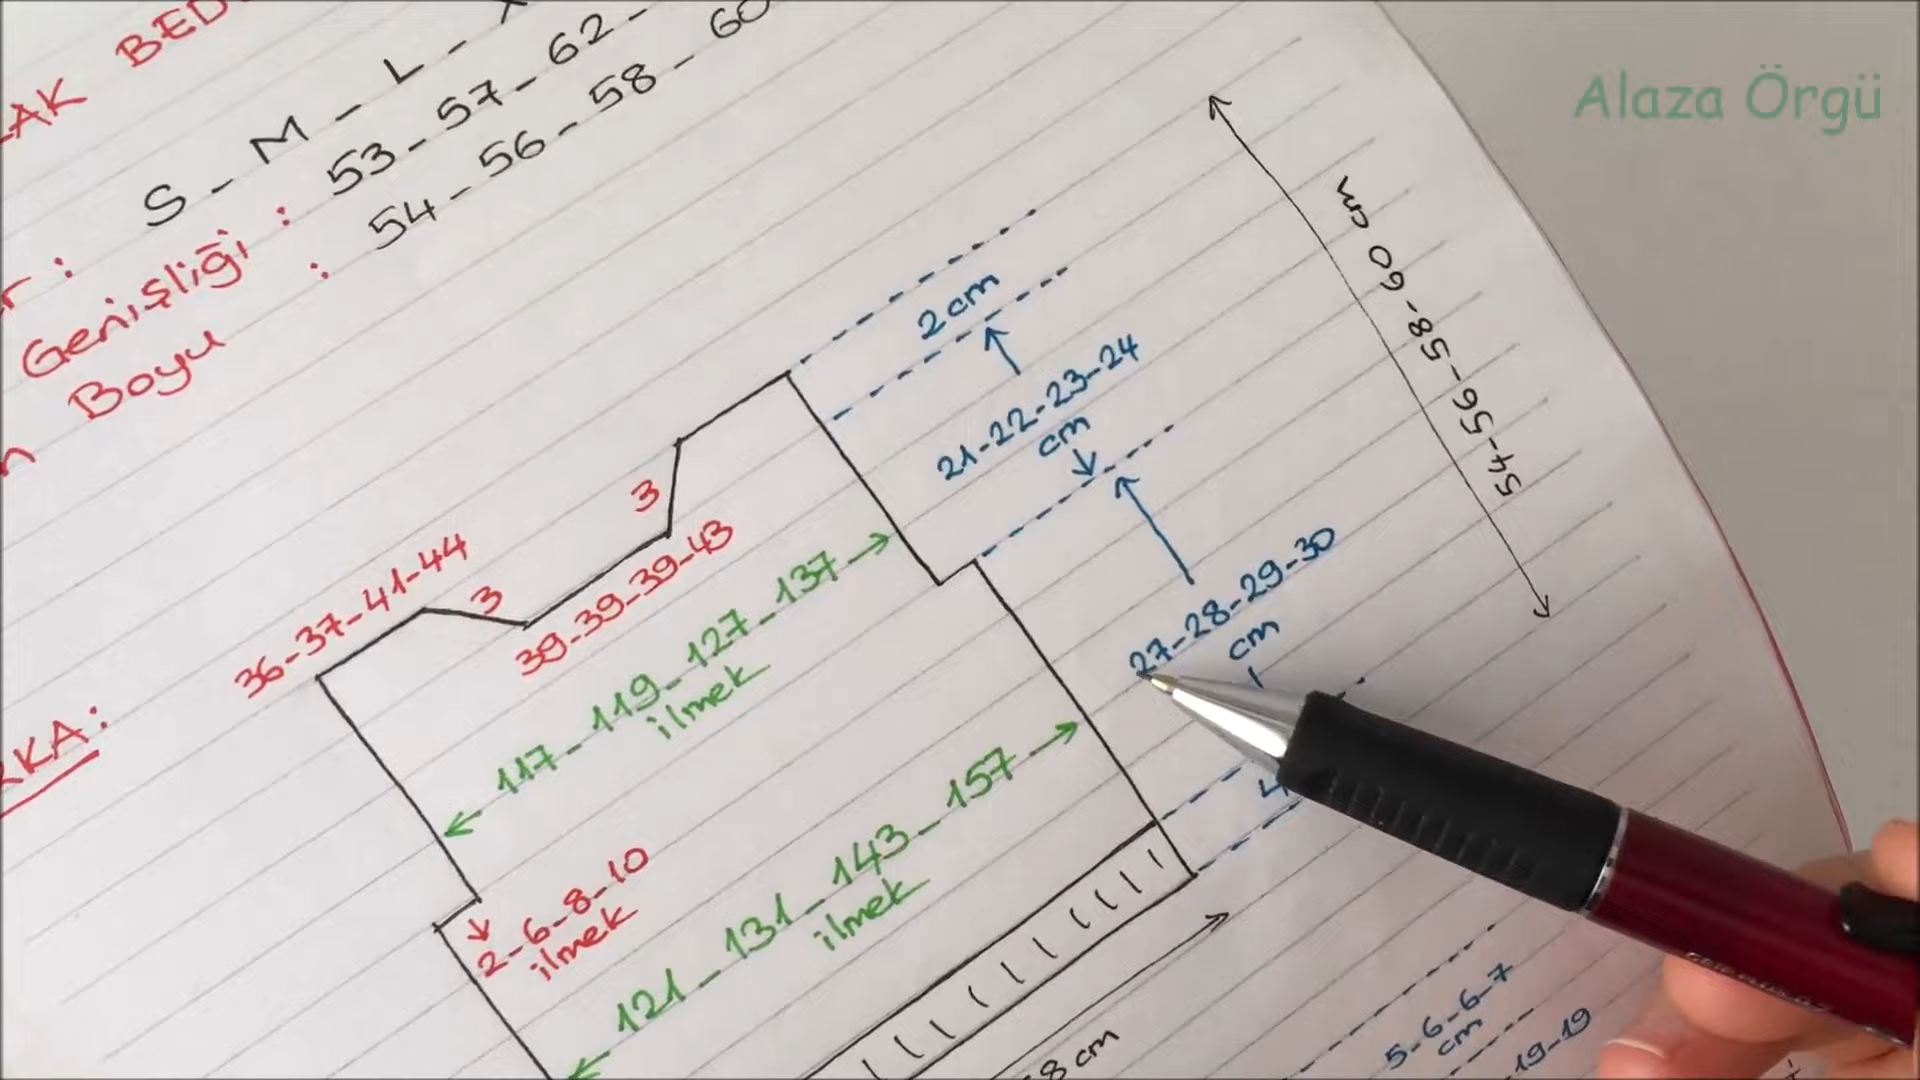 Alaza Örgü
S - M - L -
Genişliği : 53 - 57 - 62 -
Boyu : 54 - 56 - 58 - 60
2 cm
21-22-23-24
cm
27-28-29-30
cm
54-56-58-60 cm
36-37-41-44
3
3
39-39-39-43
117-119-127-137
ilmek
2-6-8-10
ilmek
121-131-143-157
ilmek
5-6-6-7
cm